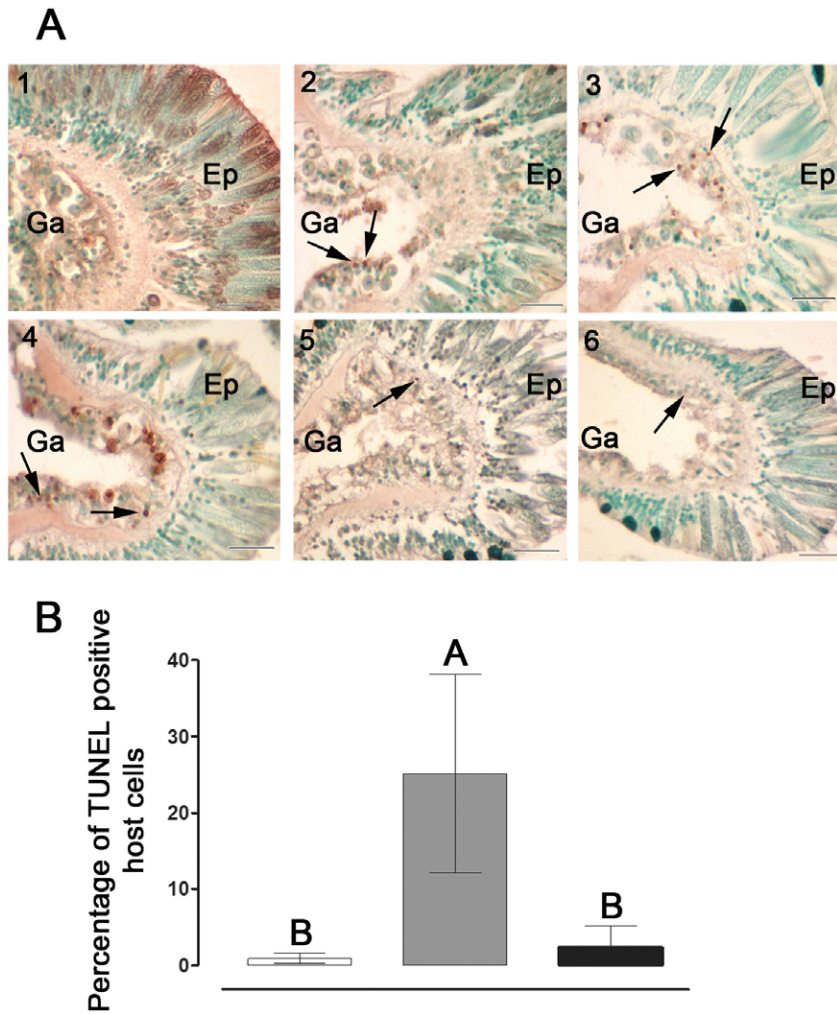 A
1
Ep
Ga
2
Ep
Ga
3
Ep
Ga
4
Ep
Ga
5
Ep
Ga
6
Ep
Ga
B
Percentage of TUNEL positive
host cells
40
30
20
10
0
B
A
B